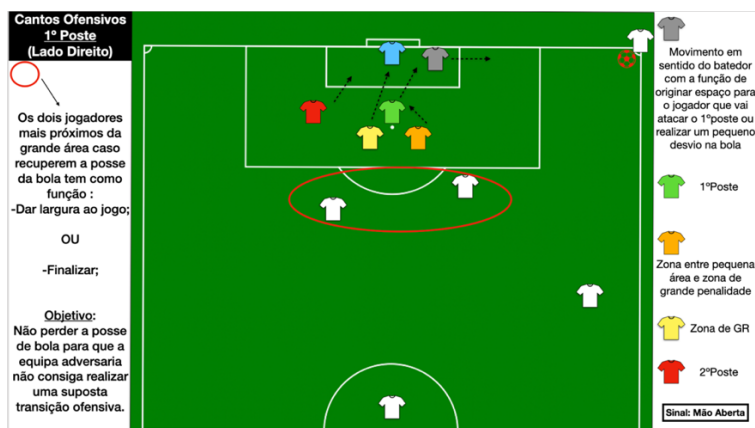 Cantos Ofensivos
1º Poste
(Lado Direito)
Os dois jogadores
mais próximos da
grande área caso
recuperem a posse
da bola tem como
função :
-Dar largura ao jogo;
OU
-Finalizar;
Objetivo:
Não perder a posse
de bola para que a
equipa adversaria
não consiga realizar
uma suposta
transição ofensiva.
Movimento em
sentido do batedor
com a função de
originar espaço para
o jogador que vai
atacar o 1ºposte ou
realizar um pequeno
desvio na bola
1ºPoste
Zona entre pequena
área e zona de
grande penalidade
Zona de GR
2ºPoste
Sinal: Mão Aberta